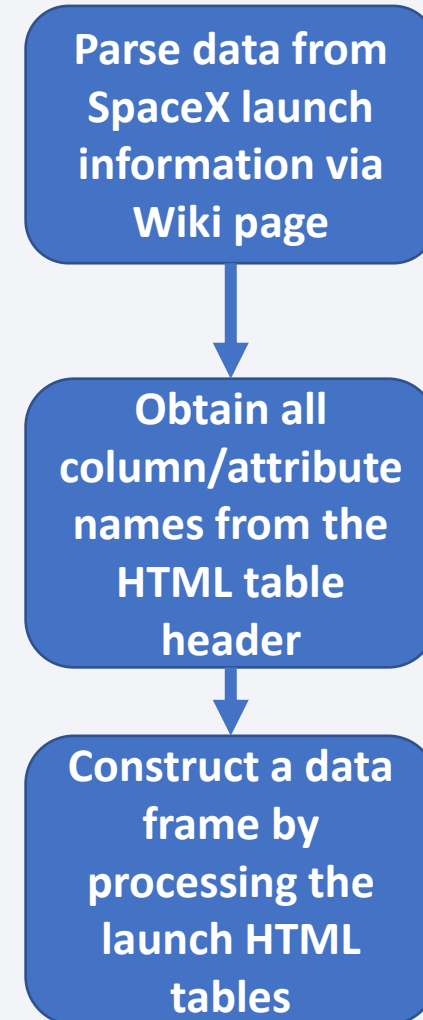 Parse data from
SpaceX launch
information via
Wiki page
Obtain all
column/attribute
names from the
HTML table
header
Construct a data
frame by
processing the
launch HTML
tables